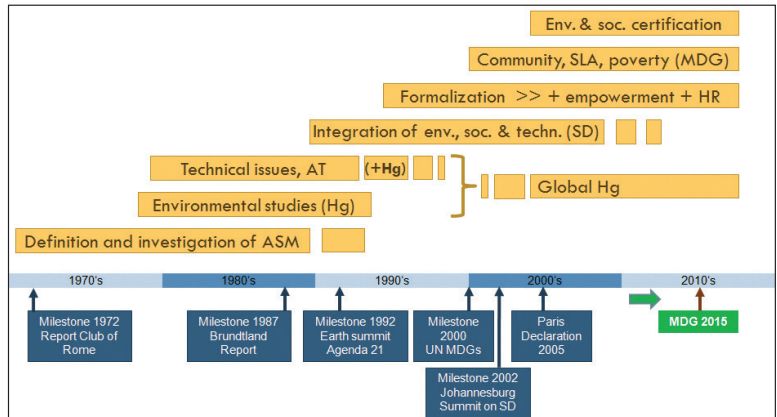 Env. & soc. certification
Community, SLA, poverty (MDG)
Formalization >> + empowerment + HR
Integration of env., soc. & techn. (SD)
Technical issues, AT
(+Hg)
Environmental studies (Hg)
Global Hg
Definition and investigation of ASM
1970's
1980's
1990's
2000's
2010's
Milestone 1972
Report Club of
Rome
Milestone 1987
Brundtland
Report
Milestone 1992
Earth summit
Agenda 21
Milestone
2000
UN MDGs
Milestone 2002
Johannesburg
Summit on SD
Paris
Declaration
2005
MDG 2015